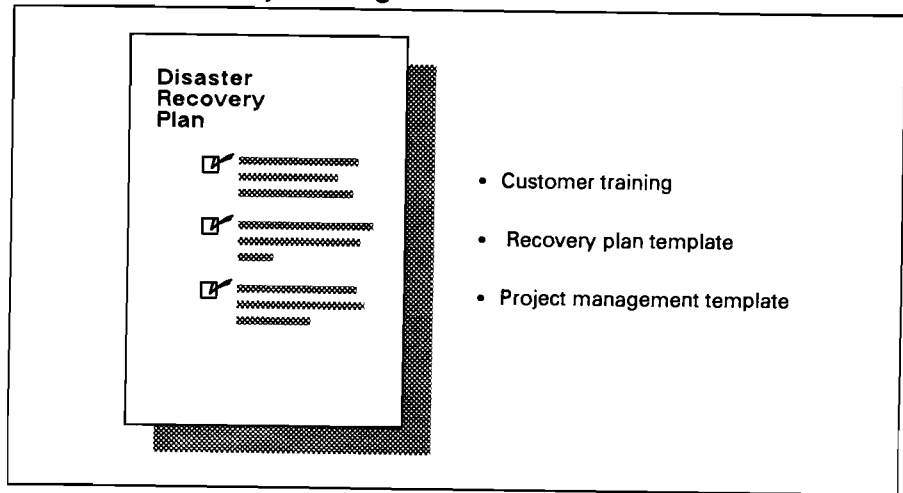 Disaster
Recovery
Plan
• Customer training
• Recovery plan template
• Project management template